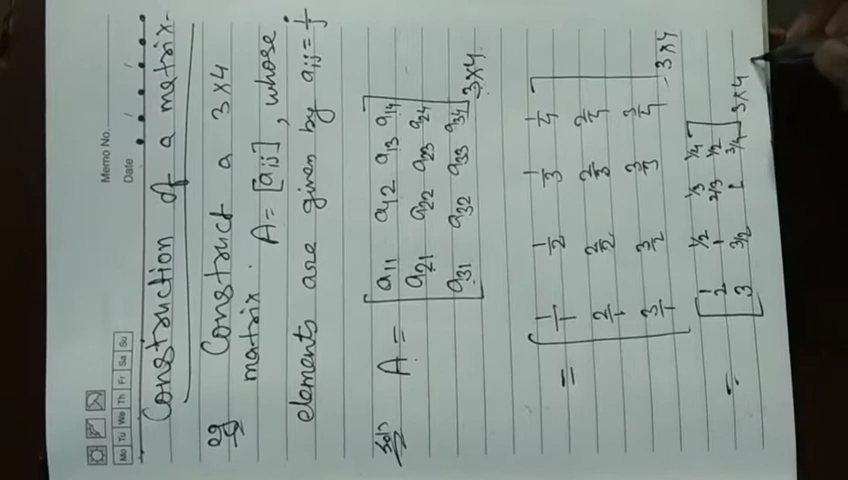 Memo No.
Date / /
Mo Tu We Th Fr Sa Su
Construction of a matrix.
eg Construct a 3×4
matrix A = [aij], whose
elements are given by aij = i/j
Soln A = [a11 a12 a13 a14
a21 a22 a23 a24
a31 a32 a33 a34] 3×4
= [1/1 1/2 1/3 1/4
2/1 2/2 2/3 2/4
3/1 3/2 3/3 3/4] 3×4
= [1 1/2 1/3 1/4
2 1 2/3 1/2
3 3/2 1 3/4] 3×4